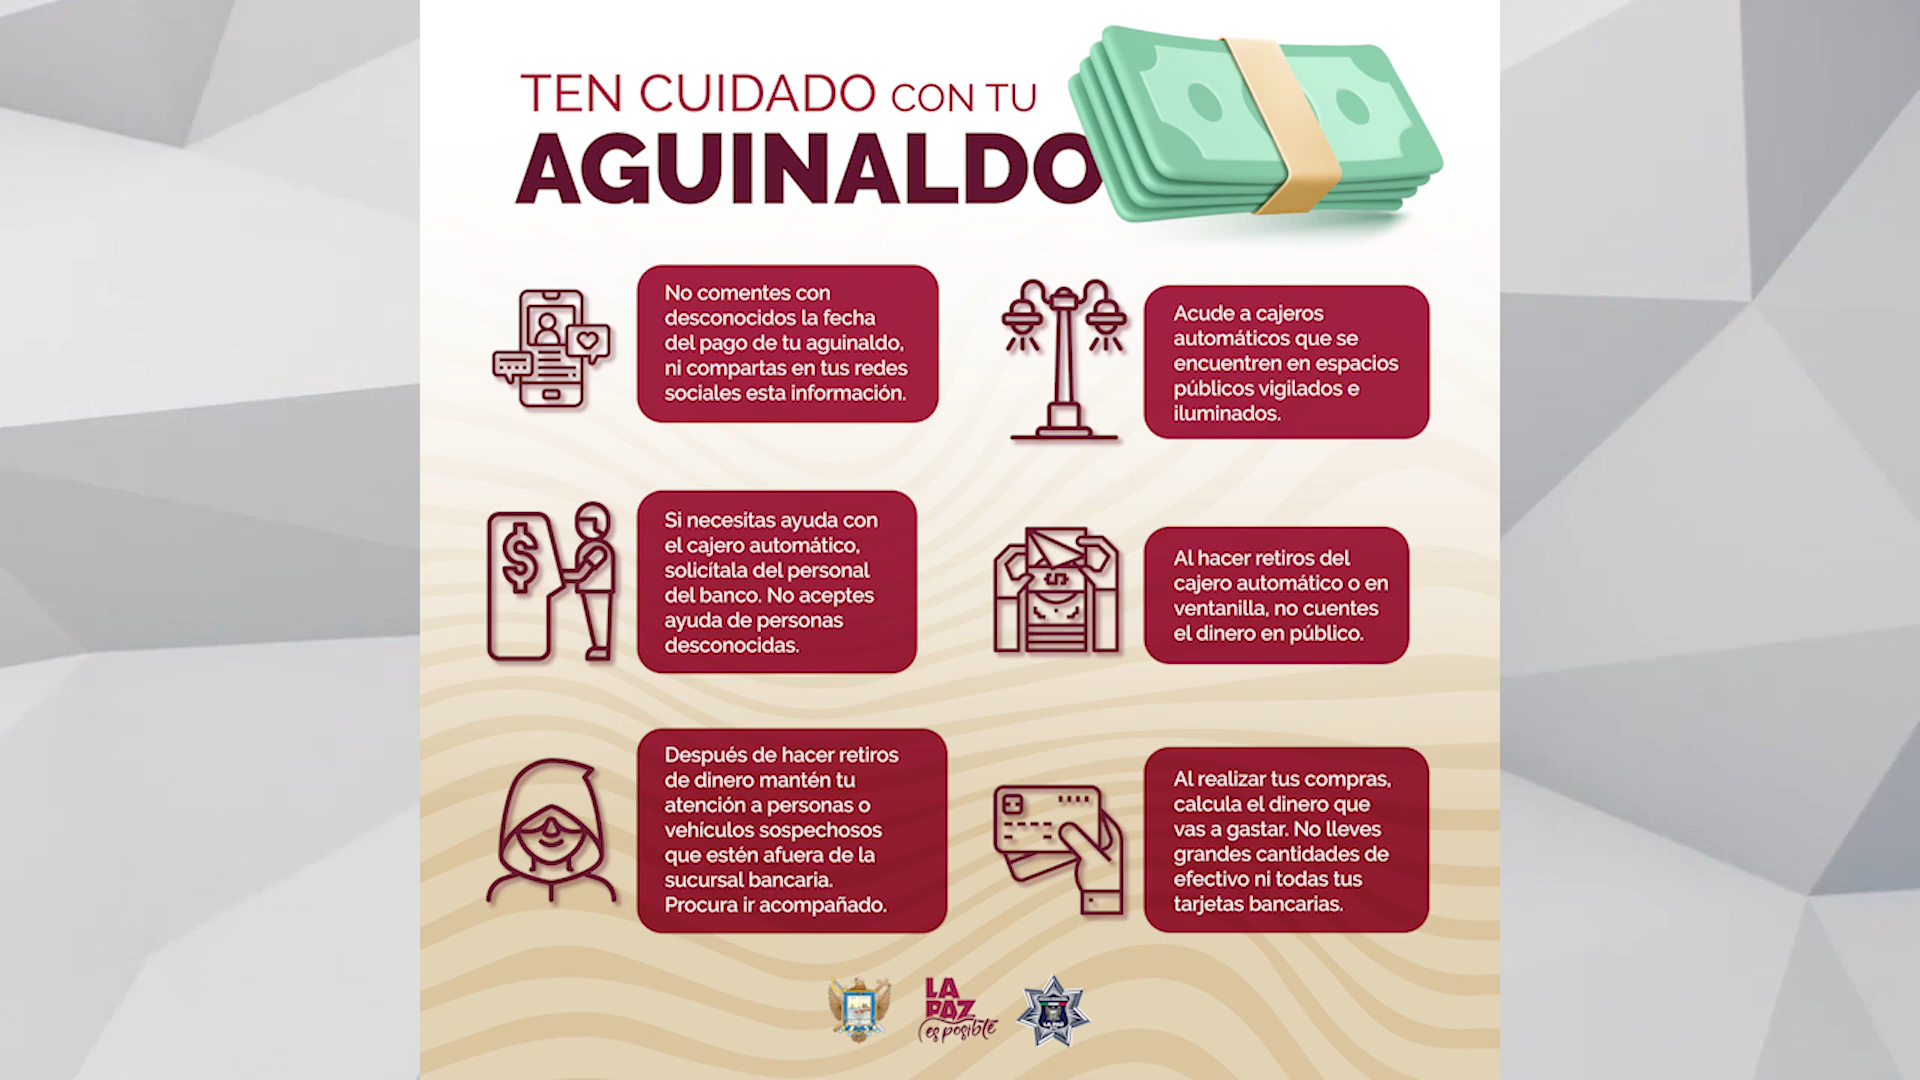 TEN CUIDADO CON TU
AGUINALDO
No comentes con
desconocidos la fecha
del pago de tu aguinaldo,
ni compartas en tus redes
sociales esta información.
Acude a cajeros
automáticos que se
encuentren en espacios
públicos vigilados e
iluminados.
Si necesitas ayuda con
el cajero automático,
solicítala del personal
del banco. No aceptes
ayuda de personas
desconocidas.
Al hacer retiros del
cajero automático o en
ventanilla, no cuentes
el dinero en público.
Después de hacer retiros
de dinero mantén tu
atención a personas o
vehículos sospechosos
que estén afuera de la
sucursal bancaria.
Procura ir acompañado.
Al realizar tus compras,
calcula el dinero que
vas a gastar. No lleves
grandes cantidades de
efectivo ni todas tus
tarjetas bancarias.
LA
PAZ
es posible
LA PAZ